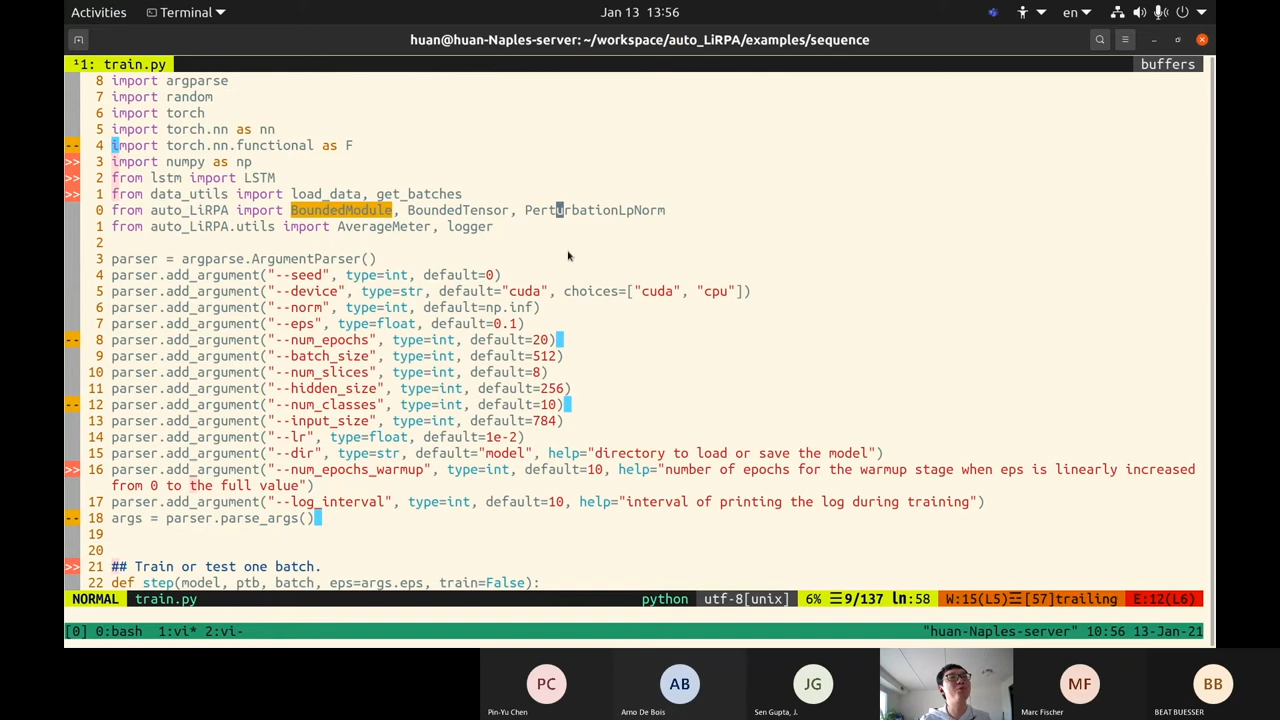 Activities Terminal Jan 13 13:56 en
huan@huan-Naples-server: ~/workspace/auto_LiRPA/examples/sequence
¹1: train.py buffers
8 import argparse
7 import random
6 import torch
5 import torch.nn as nn
-- 4 import torch.nn.functional as F
>> 3 import numpy as np
>> 2 from lstm import LSTM
>> 1 from data_utils import load_data, get_batches
0 from auto_LiRPA import BoundedModule, BoundedTensor, PerturbationLpNorm
1 from auto_LiRPA.utils import AverageMeter, logger
2
3 parser = argparse.ArgumentParser()
4 parser.add_argument("--seed", type=int, default=0)
5 parser.add_argument("--device", type=str, default="cuda", choices=["cuda", "cpu"])
6 parser.add_argument("--norm", type=int, default=np.inf)
7 parser.add_argument("--eps", type=float, default=0.1)
-- 8 parser.add_argument("--num_epochs", type=int, default=20)
9 parser.add_argument("--batch_size", type=int, default=512)
10 parser.add_argument("--num_slices", type=int, default=8)
11 parser.add_argument("--hidden_size", type=int, default=256)
-- 12 parser.add_argument("--num_classes", type=int, default=10)
13 parser.add_argument("--input_size", type=int, default=784)
14 parser.add_argument("--lr", type=float, default=1e-2)
15 parser.add_argument("--dir", type=str, default="model", help="directory to load or save the model")
>> 16 parser.add_argument("--num_epochs_warmup", type=int, default=10, help="number of epochs for the warmup stage when eps is linearly increased
from 0 to the full value")
17 parser.add_argument("--log_interval", type=int, default=10, help="interval of printing the log during training")
-- 18 args = parser.parse_args()
19
20
>> 21 ## Train or test one batch.
22 def step(model, ptb, batch, eps=args.eps, train=False):
NORMAL train.py python utf-8[unix] 6% ☰9/137 ln:58 W:15(L5)☲[57]trailing E:12(L6)
[0] 0:bash 1:vi* 2:vi- "huan-Naples-server" 10:56 13-Jan-21
PC AB JG MF BB
Pin-Yu Chen Arno De Bois Sen Gupta, J. Marc Fischer BEAT BUESSER